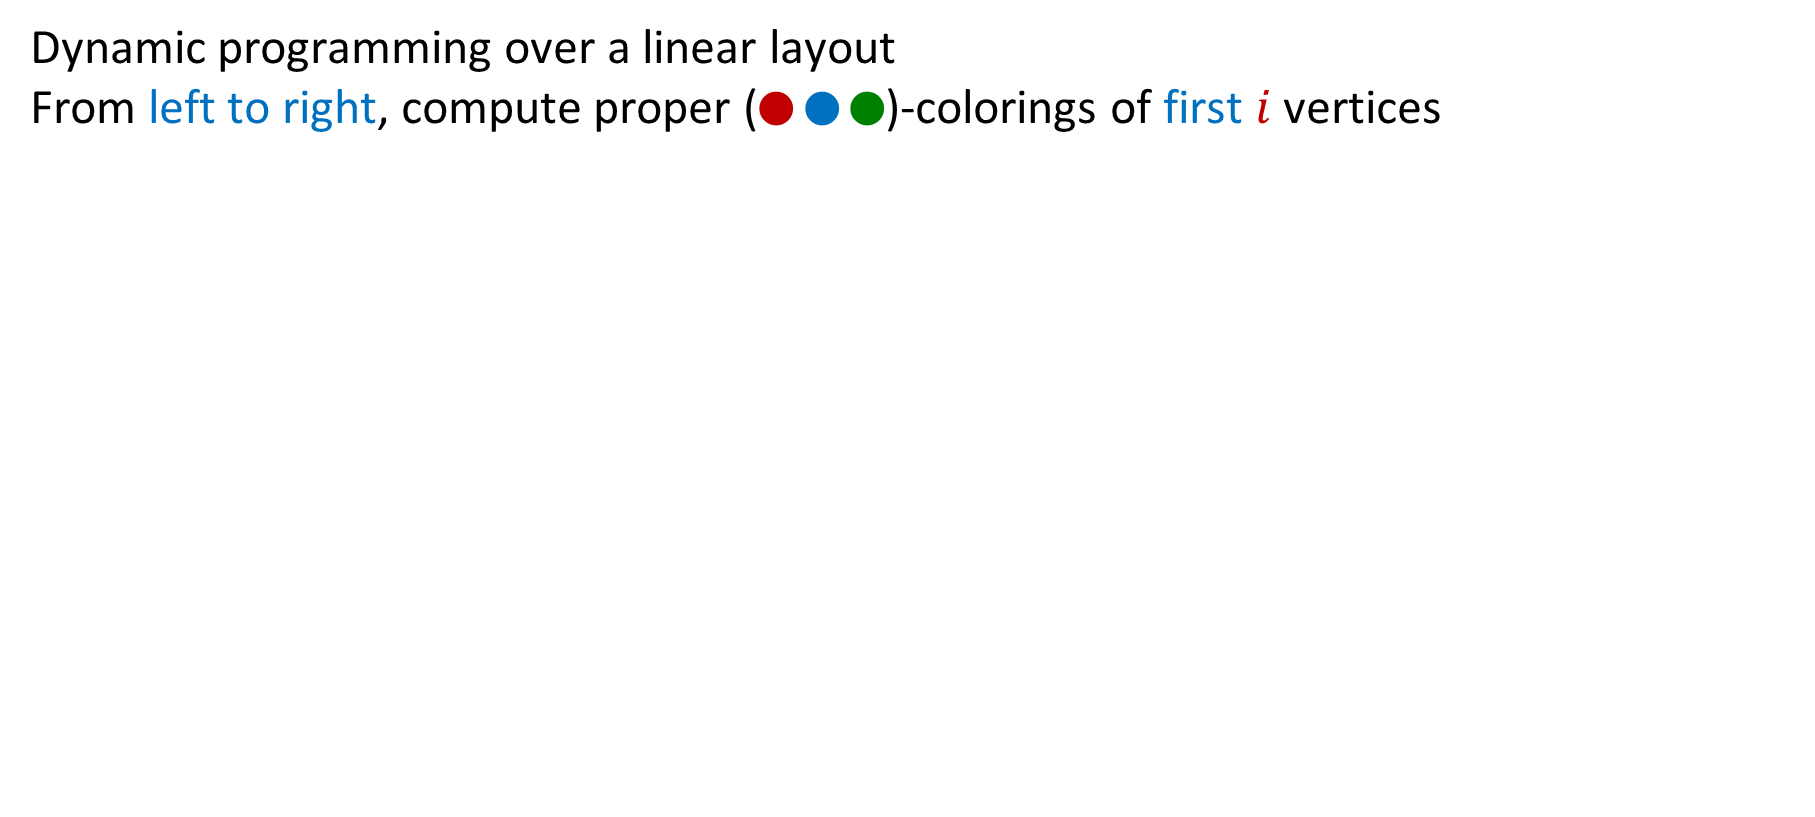 Dynamic programming over a linear layout
From left to right, compute proper (● ● ●)-colorings of first i vertices